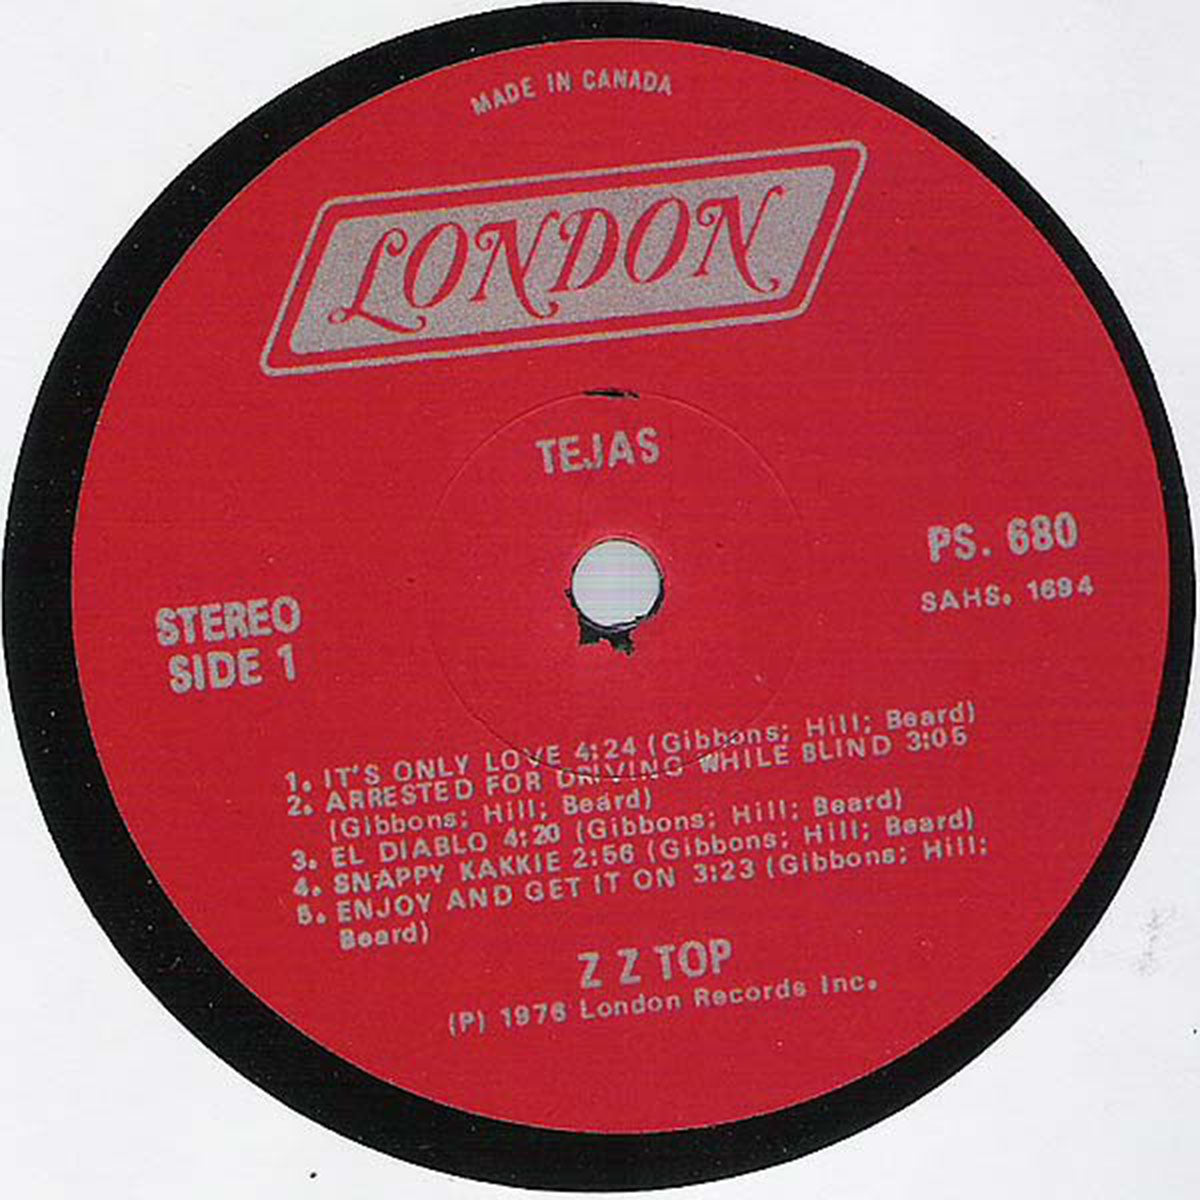 MADE IN CANADA
LONDON
TEJAS
PS. 680
SAHS. 1694
STEREO
SIDE 1
1. IT'S ONLY LOVE 4:24 (Gibbons; Hill; Beard)
2. ARRESTED FOR DRIVING WHILE BLIND 3:05
(Gibbons; Hill; Beard)
3. EL DIABLO 4:20 (Gibbons; Hill; Beard)
4. SNAPPY KAKKIE 2:56 (Gibbons; Hill; Beard)
5. ENJOY AND GET IT ON 3:23 (Gibbons; Hill;
Beard)
Z Z TOP
(P) 1976 London Records Inc.